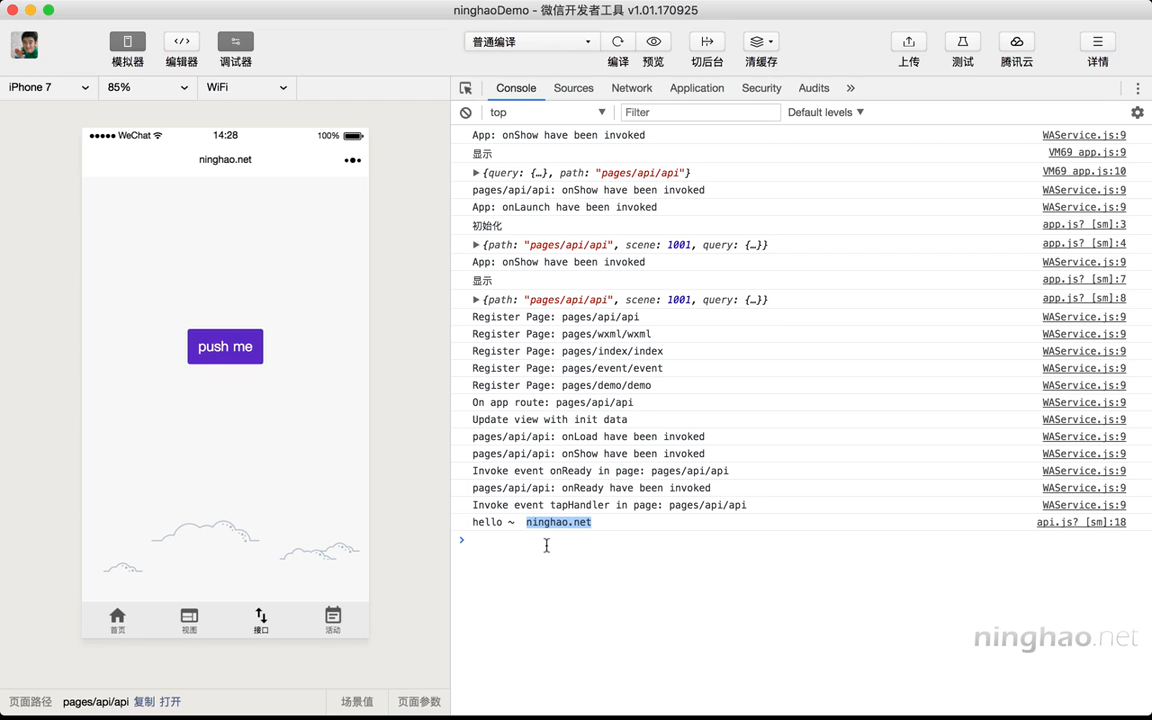 ninghaoDemo - 微信开发者工具 v1.01.170925
模拟器 编辑器 调试器 普通编译 编译 预览 切后台 清缓存 上传 测试 腾讯云 详情
iPhone 7 85% WiFi
Console Sources Network Application Security Audits »
top Filter Default levels ▼
WeChat 14:28 100%
ninghao.net
push me
首页 视图 接口 活动
页面路径 pages/api/api 复制 打开 场景值 页面参数
App: onShow have been invoked WAService.js:9
显示 VM69 app.js:9
▶{query: {…}, path: "pages/api/api"} VM69 app.js:10
pages/api/api: onShow have been invoked WAService.js:9
App: onLaunch have been invoked WAService.js:9
初始化 app.js? [sm]:3
▶{path: "pages/api/api", scene: 1001, query: {…}} app.js? [sm]:4
App: onShow have been invoked WAService.js:9
显示 app.js? [sm]:7
▶{path: "pages/api/api", scene: 1001, query: {…}} app.js? [sm]:8
Register Page: pages/api/api WAService.js:9
Register Page: pages/wxml/wxml WAService.js:9
Register Page: pages/index/index WAService.js:9
Register Page: pages/event/event WAService.js:9
Register Page: pages/demo/demo WAService.js:9
On app route: pages/api/api WAService.js:9
Update view with init data WAService.js:9
pages/api/api: onLoad have been invoked WAService.js:9
pages/api/api: onShow have been invoked WAService.js:9
Invoke event onReady in page: pages/api/api WAService.js:9
pages/api/api: onReady have been invoked WAService.js:9
Invoke event tapHandler in page: pages/api/api WAService.js:9
hello ~ ninghao.net api.js? [sm]:18
ninghao.net